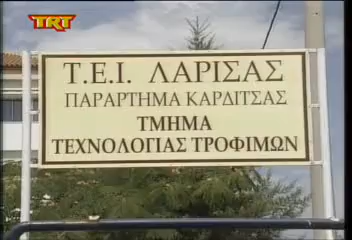 TRT
Τ.Ε.Ι. ΛΑΡΙΣΑΣ
ΠΑΡΑΡΤΗΜΑ ΚΑΡΔΙΤΣΑΣ
ΤΜΗΜΑ
ΤΕΧΝΟΛΟΓΙΑΣ ΤΡΟΦΙΜΩΝ